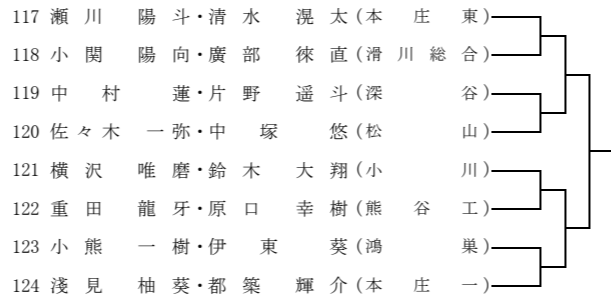 117 瀬川 陽斗・清水 滉太(本庄東)
118 小関 陽向・廣部 徠直(滑川総合)
119 中村 蓮・片野 遥斗(深谷)
120 佐々木 一弥・中塚 悠(松山)
121 横沢 唯磨・鈴木 大翔(小川)
122 重田 龍牙・原口 幸樹(熊谷工)
123 小熊 一樹・伊東 葵(鴻巣)
124 淺見 柚葵・都築 輝介(本庄一)